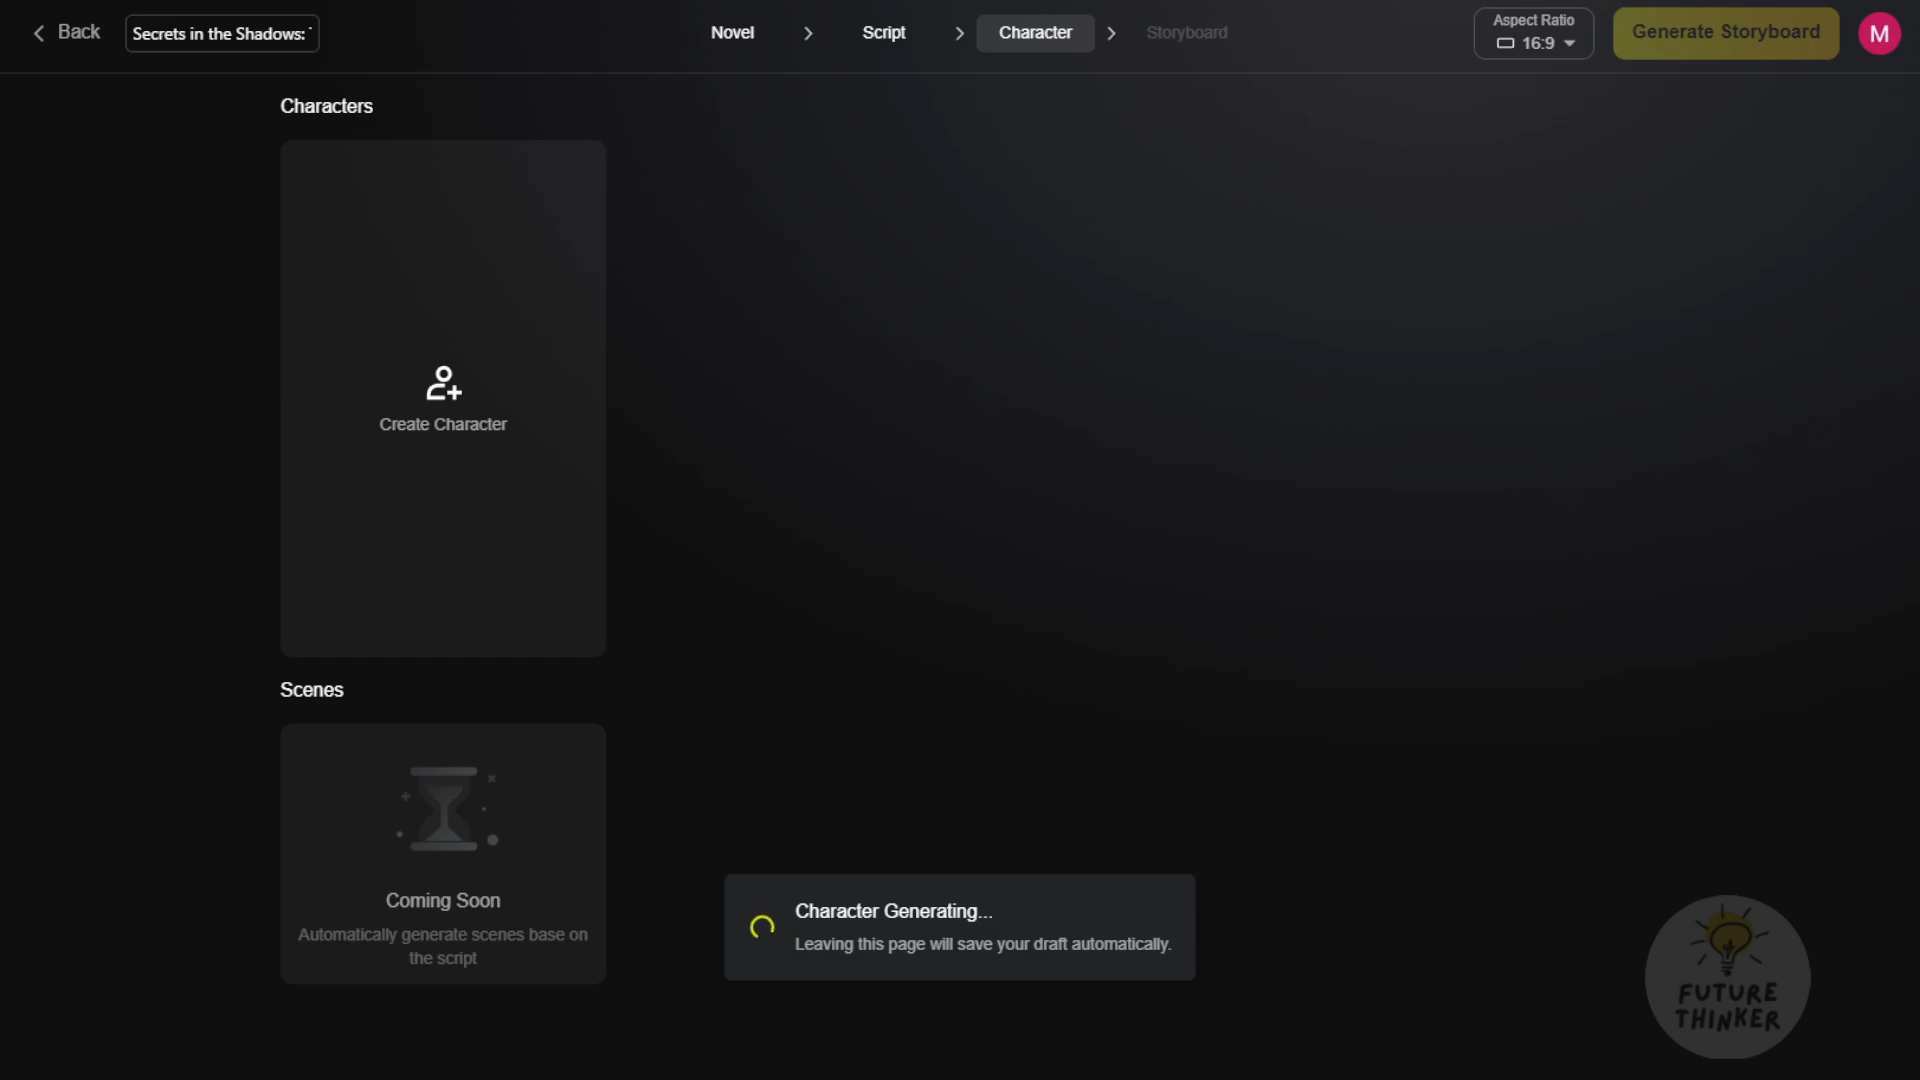 Back
Secrets in the Shadows:
Novel
Script
Character
Storyboard
Aspect Ratio
16:9
Generate Storyboard
M
Characters
Create Character
Scenes
Coming Soon
Automatically generate scenes base on
the script
Character Generating...
Leaving this page will save your draft automatically.
FUTURE
THINKER